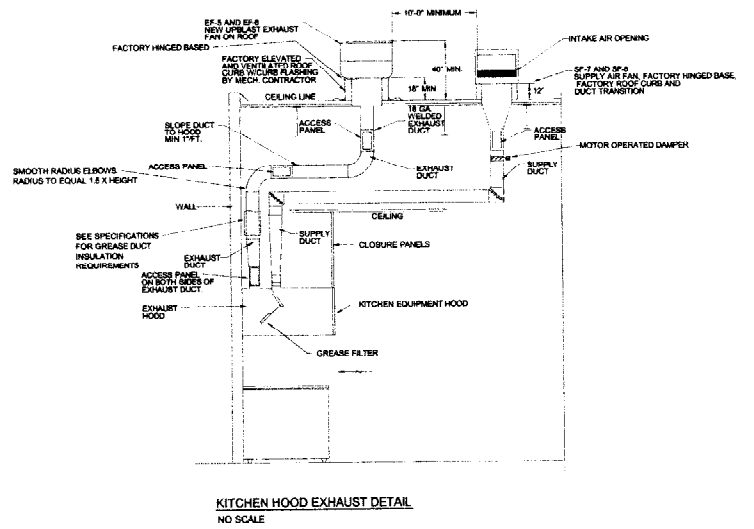 10'-0" MINIMUM
EF-5 AND EF-6
NEW UPBLAST EXHAUST
FAN ON ROOF
FACTORY HINGED BASED
FACTORY ELEVATED
AND VENTILATED ROOF
CURB W/CURB FLASHING
BY MECH. CONTRACTOR
CEILING LINE
40" MIN.
18" MIN
INTAKE AIR OPENING
SF-7 AND SF-8
SUPPLY AIR FAN, FACTORY HINGED BASE,
FACTORY ROOF CURB AND
DUCT TRANSITION
12"
ACCESS
PANEL
16 GA.
WELDED
EXHAUST
DUCT
ACCESS
PANEL
MOTOR OPERATED DAMPER
SUPPLY
DUCT
SLOPE DUCT
TO HOOD
MIN 1"/FT.
EXHAUST
DUCT
ACCESS PANEL
SMOOTH RADIUS ELBOWS
RADIUS TO EQUAL 1.5 X HEIGHT
WALL
CEILING
SEE SPECIFICATIONS
FOR GREASE DUCT
INSULATION
REQUIREMENTS
SUPPLY
DUCT
CLOSURE PANELS
EXHAUST
DUCT
ACCESS PANEL
ON BOTH SIDES OF
EXHAUST DUCT
EXHAUST
HOOD
KITCHEN EQUIPMENT HOOD
GREASE FILTER
KITCHEN HOOD EXHAUST DETAIL
NO SCALE